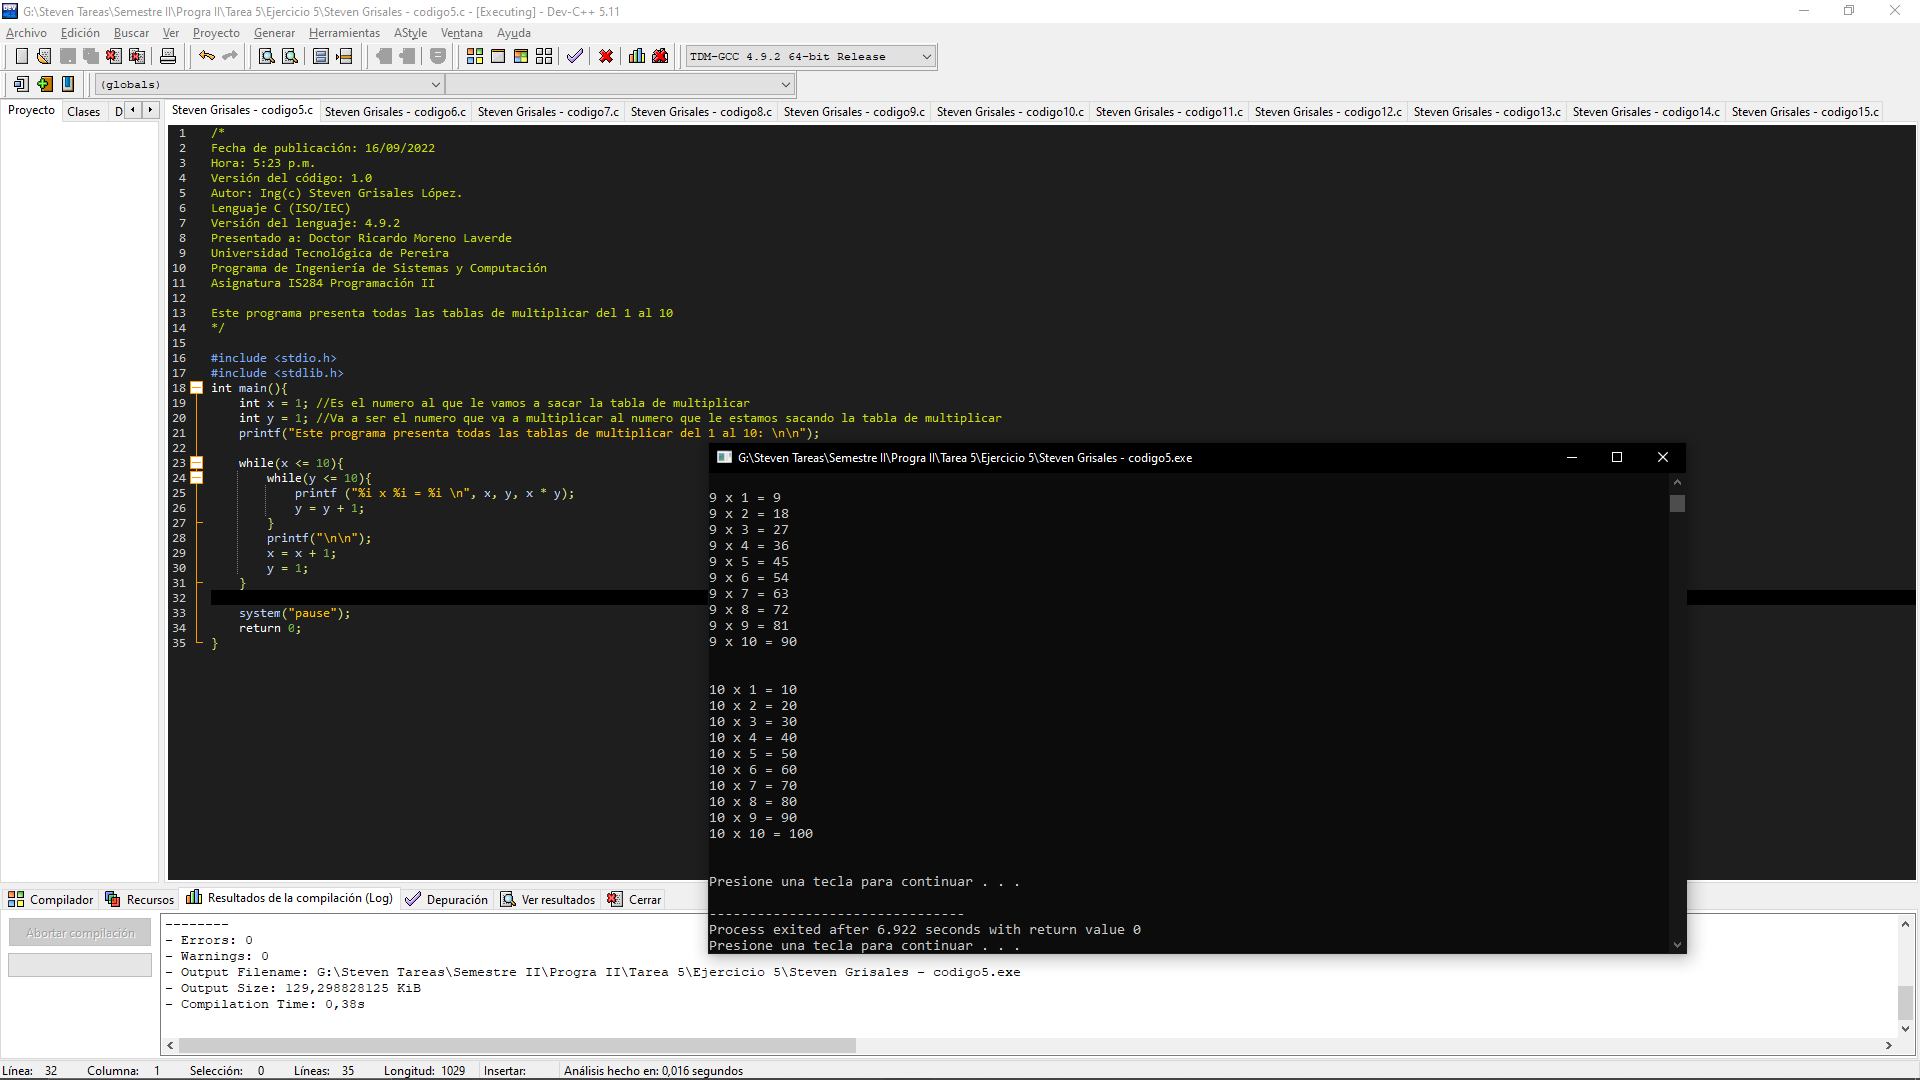 G:\Steven Tareas\Semestre II\Progra II\Tarea 5\Ejercicio 5\Steven Grisales - codigo5.c - [Executing] - Dev-C++ 5.11
Archivo Edición Buscar Ver Proyecto Generar Herramientas AStyle Ventana Ayuda
TDM-GCC 4.9.2 64-bit Release
(globals)
Proyecto Clases D
Steven Grisales - codigo5.c Steven Grisales - codigo6.c Steven Grisales - codigo7.c Steven Grisales - codigo8.c Steven Grisales - codigo9.c Steven Grisales - codigo10.c Steven Grisales - codigo11.c Steven Grisales - codigo12.c Steven Grisales - codigo13.c Steven Grisales - codigo14.c Steven Grisales - codigo15.c
1 /*
2 Fecha de publicación: 16/09/2022
3 Hora: 5:23 p.m.
4 Versión del código: 1.0
5 Autor: Ing(c) Steven Grisales López.
6 Lenguaje C (ISO/IEC)
7 Versión del lenguaje: 4.9.2
8 Presentado a: Doctor Ricardo Moreno Laverde
9 Universidad Tecnológica de Pereira
10 Programa de Ingeniería de Sistemas y Computación
11 Asignatura IS284 Programación II
12
13 Este programa presenta todas las tablas de multiplicar del 1 al 10
14 */
15
16 #include <stdio.h>
17 #include <stdlib.h>
18 int main(){
19 int x = 1; //Es el numero al que le vamos a sacar la tabla de multiplicar
20 int y = 1; //Va a ser el numero que va a multiplicar al numero que le estamos sacando la tabla de multiplicar
21 printf("Este programa presenta todas las tablas de multiplicar del 1 al 10: \n\n");
22
23 while(x <= 10){
24 while(y <= 10){
25 printf ("%i x %i = %i \n", x, y, x * y);
26 y = y + 1;
27 }
28 printf("\n\n");
29 x = x + 1;
30 y = 1;
31 }
32
33 system("pause");
34 return 0;
35 }
G:\Steven Tareas\Semestre II\Progra II\Tarea 5\Ejercicio 5\Steven Grisales - codigo5.exe
9 x 1 = 9
9 x 2 = 18
9 x 3 = 27
9 x 4 = 36
9 x 5 = 45
9 x 6 = 54
9 x 7 = 63
9 x 8 = 72
9 x 9 = 81
9 x 10 = 90
10 x 1 = 10
10 x 2 = 20
10 x 3 = 30
10 x 4 = 40
10 x 5 = 50
10 x 6 = 60
10 x 7 = 70
10 x 8 = 80
10 x 9 = 90
10 x 10 = 100
Presione una tecla para continuar . . .
--------------------------------
Process exited after 6.922 seconds with return value 0
Presione una tecla para continuar . . .
Compilador Recursos Resultados de la compilación (Log) Depuración Ver resultados Cerrar
Abortar compilación
--------
- Errors: 0
- Warnings: 0
- Output Filename: G:\Steven Tareas\Semestre II\Progra II\Tarea 5\Ejercicio 5\Steven Grisales - codigo5.exe
- Output Size: 129,298828125 KiB
- Compilation Time: 0,38s
Línea: 32 Columna: 1 Selección: 0 Líneas: 35 Longitud: 1029 Insertar: Análisis hecho en: 0,016 segundos